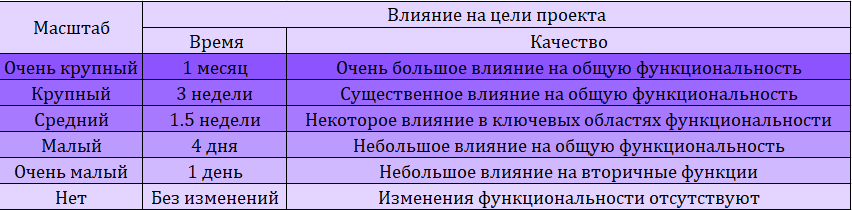 Масштаб
Влияние на цели проекта
Время
Качество
Очень крупный
1 месяц
Очень большое влияние на общую функциональность
Крупный
3 недели
Существенное влияние на общую функциональность
Средний
1.5 недели
Некоторое влияние в ключевых областях функциональности
Малый
4 дня
Небольшое влияние на общую функциональность
Очень малый
1 день
Небольшое влияние на вторичные функции
Нет
Без изменений
Изменения функциональности отсутствуют